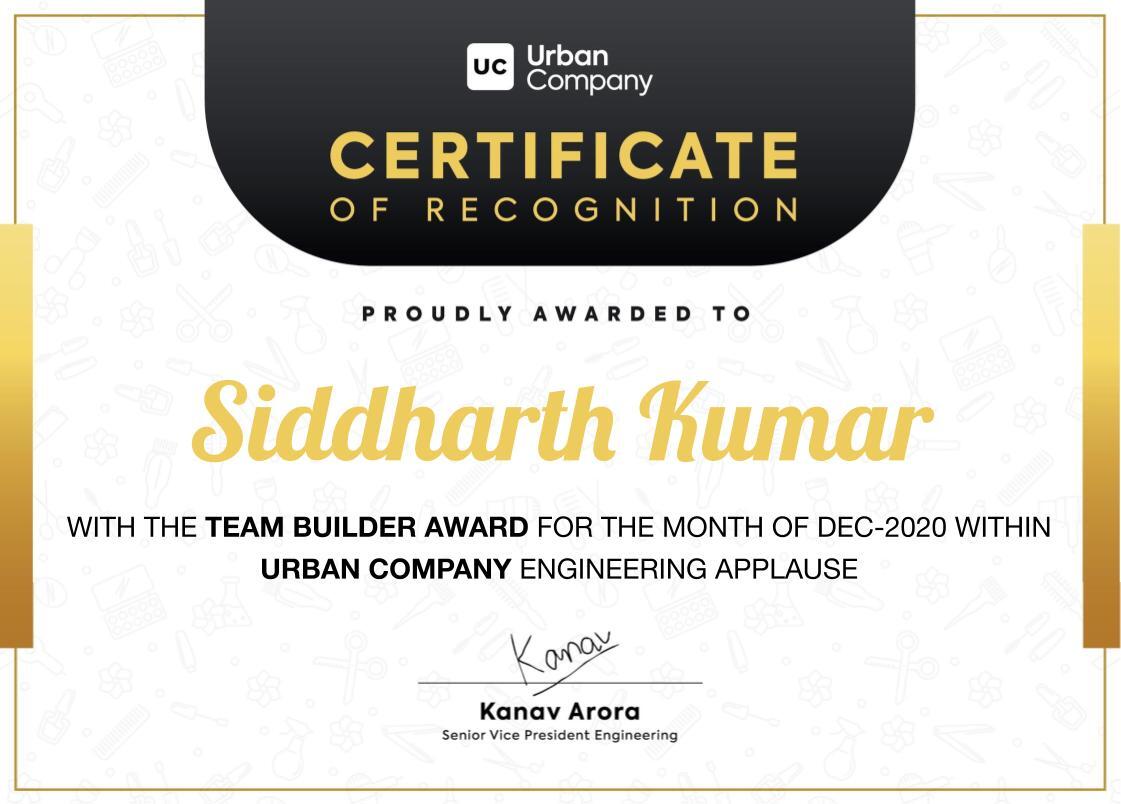 UC
Urban
Company
CERTIFICATE
OF RECOGNITION
PROUDLY AWARDED TO
Siddharth Kumar
WITH THE TEAM BUILDER AWARD FOR THE MONTH OF DEC-2020 WITHIN
URBAN COMPANY ENGINEERING APPLAUSE
Kanav
Kanav Arora
Senior Vice President Engineering